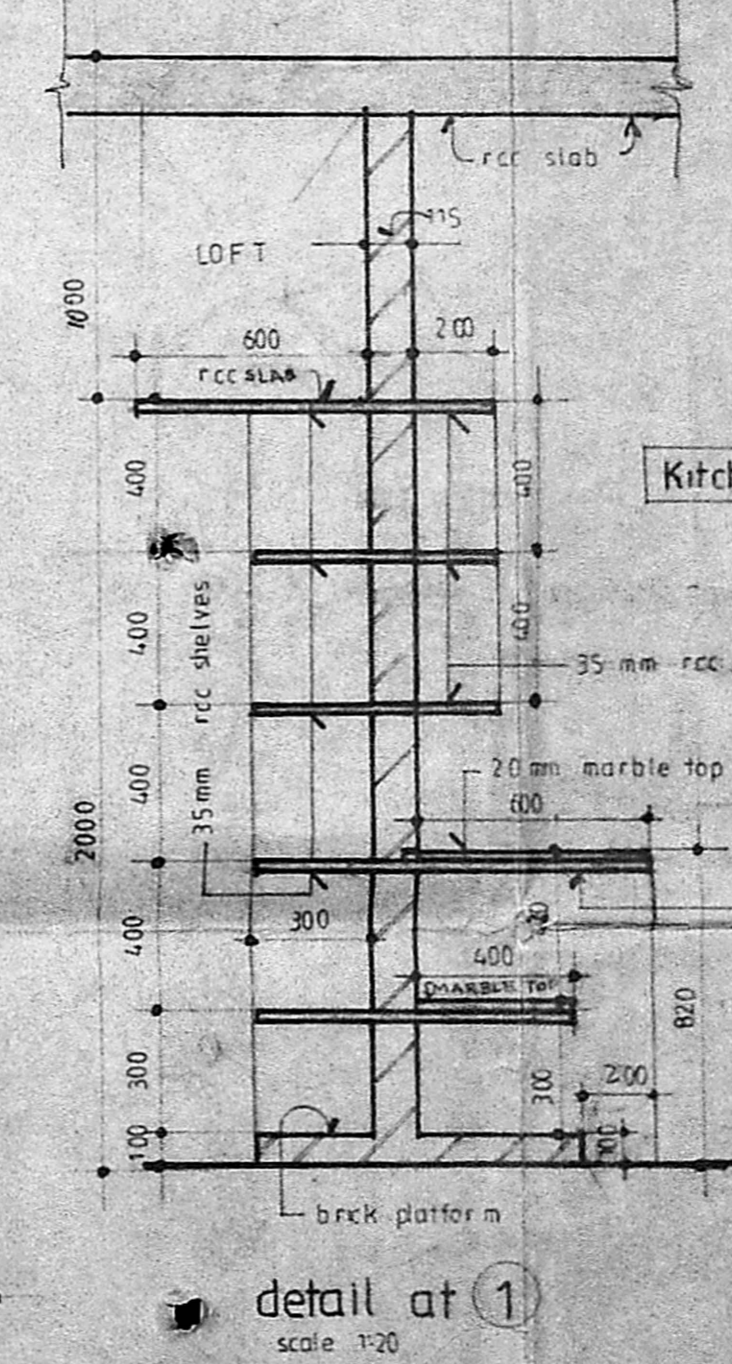 rcc slab
115
LOFT
1000
600
200
rcc SLAB
400
400
Kitch
400
400
35 mm rcc shelves
35 mm rcc
400
20 mm marble top
600
2000
400
300
400
MARBLE TOP
820
300
300
200
100
100
brick platform
detail at 1
scale 1:20